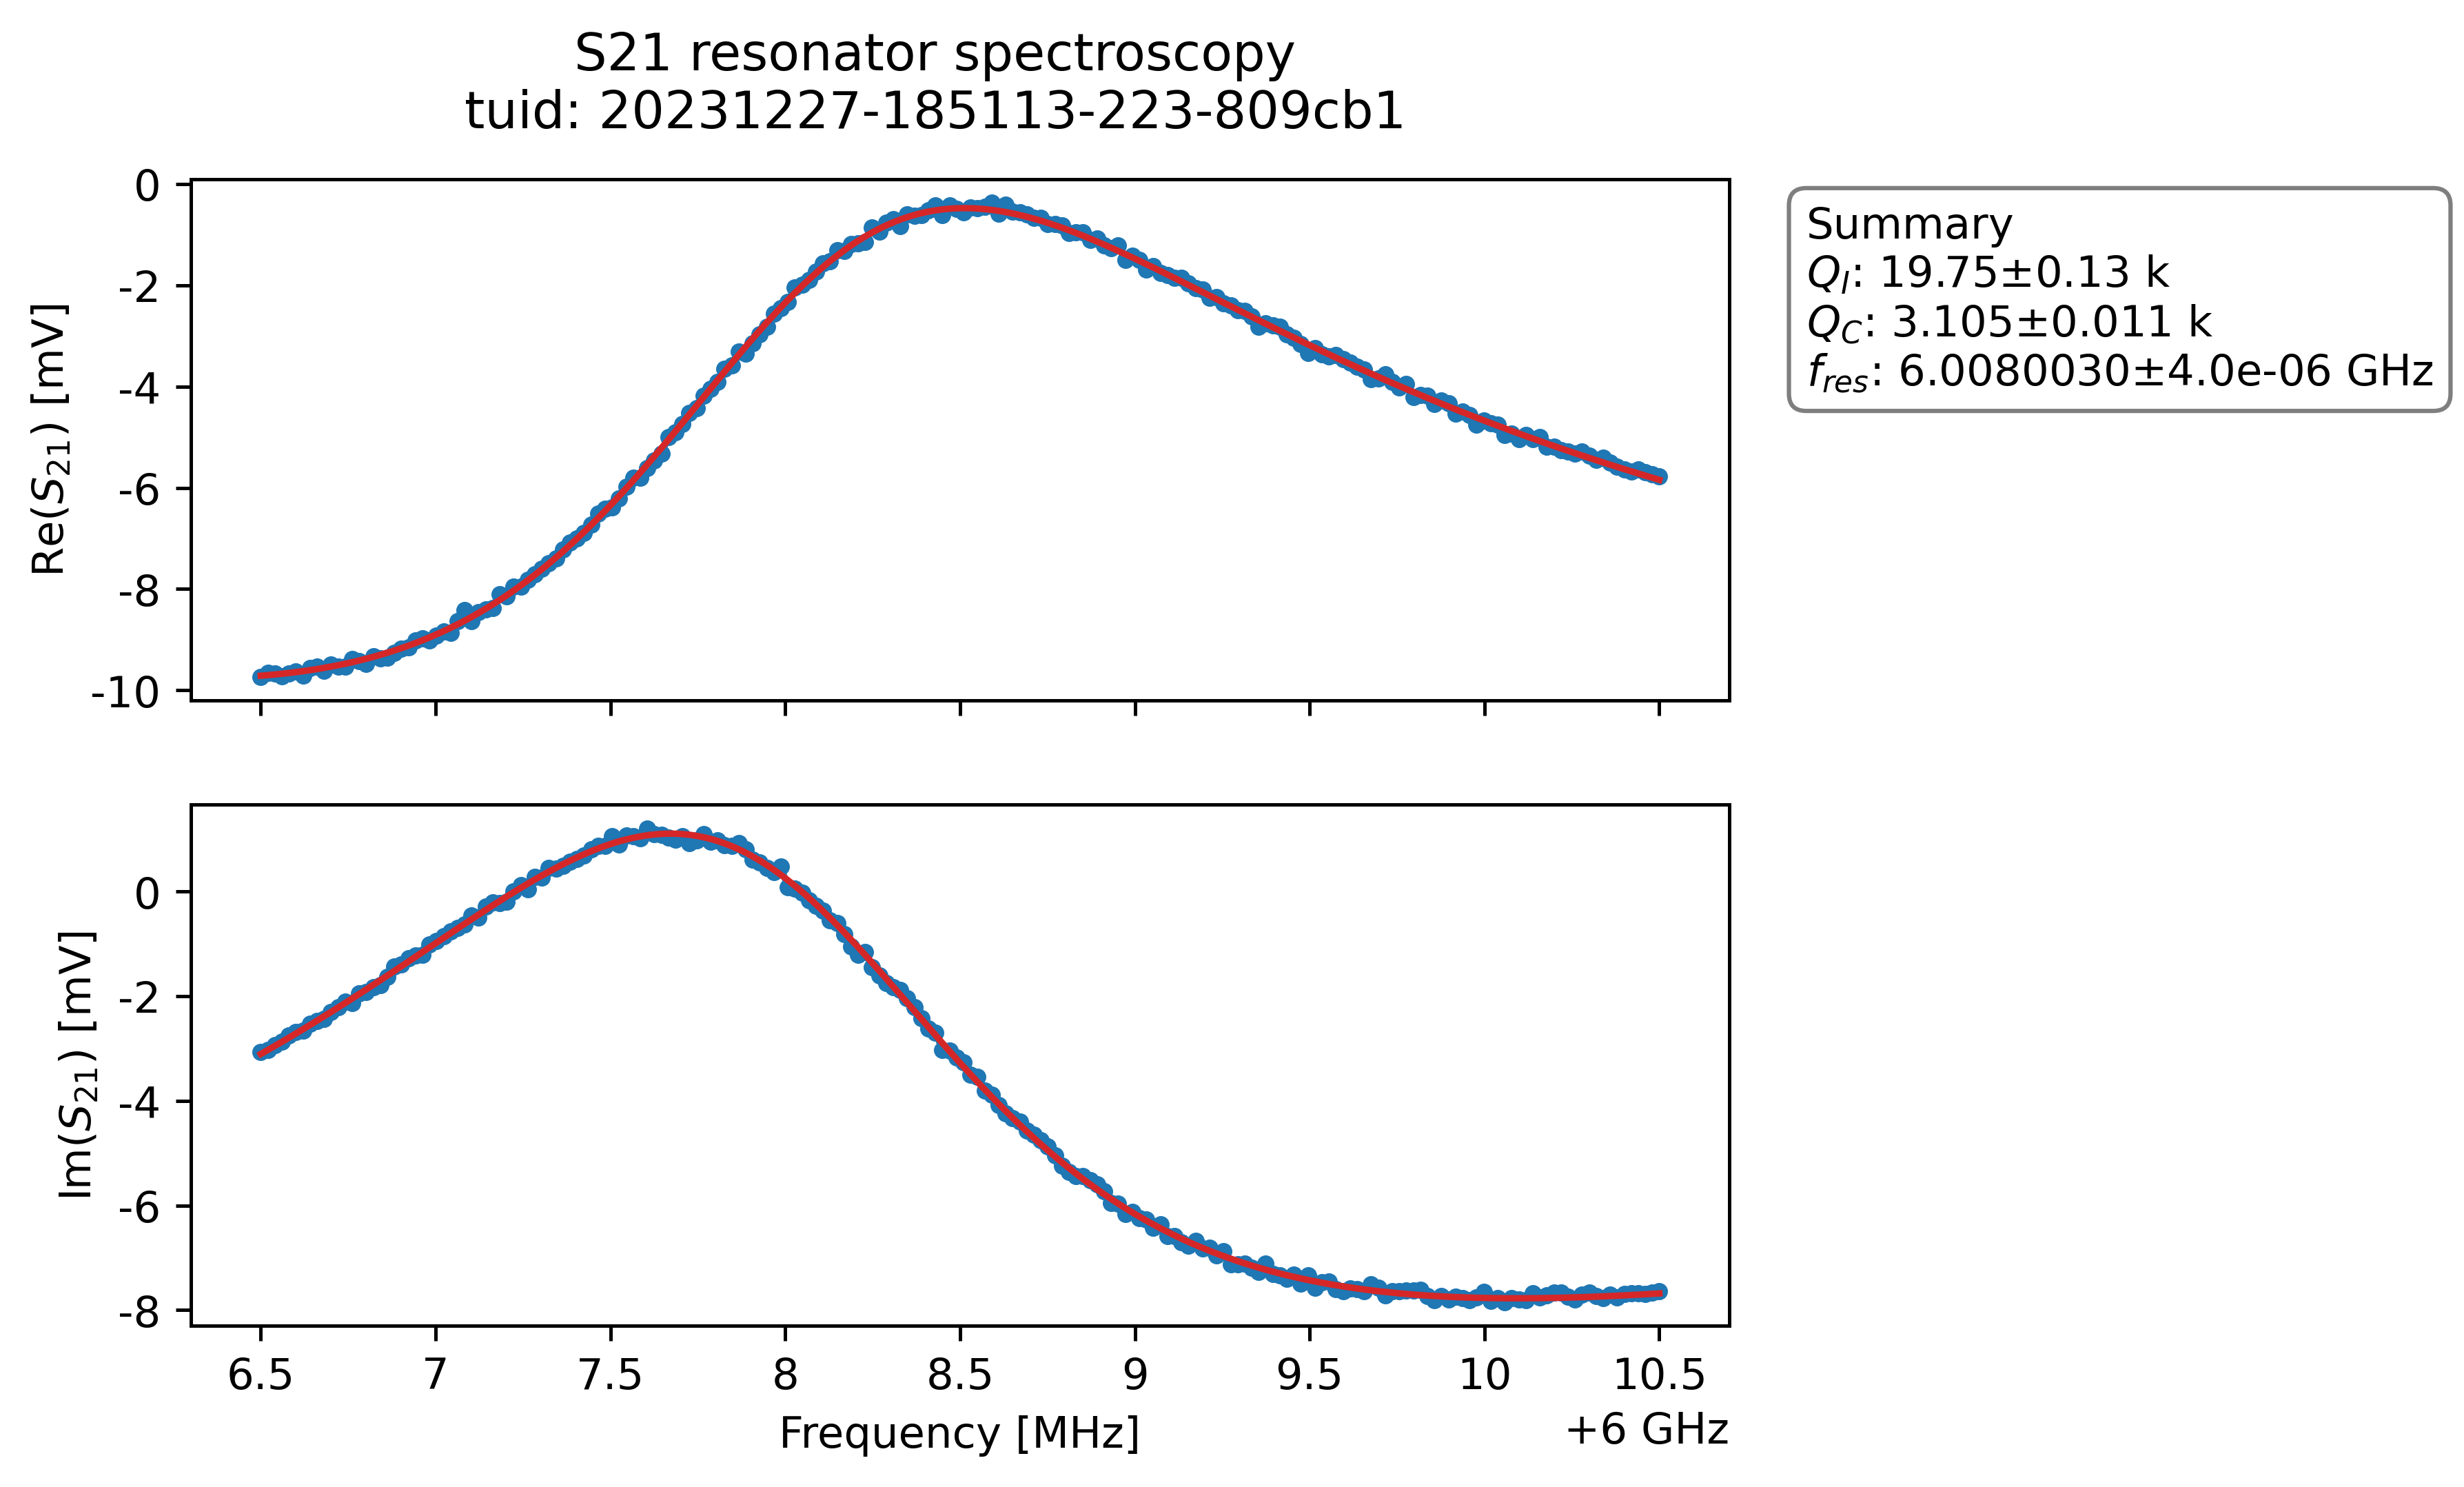 S21 resonator spectroscopy
tuid: 20231227-185113-223-809cb1
0
-2
-4
-6
-8
-10
Re(S21) [mV]
Summary
QI: 19.75±0.13 k
QC: 3.105±0.011 k
fres: 6.0080030±4.0e-06 GHz
0
-2
-4
-6
-8
Im(S21) [mV]
6.5 7 7.5 8 8.5 9 9.5 10 10.5
Frequency [MHz]
+6 GHz